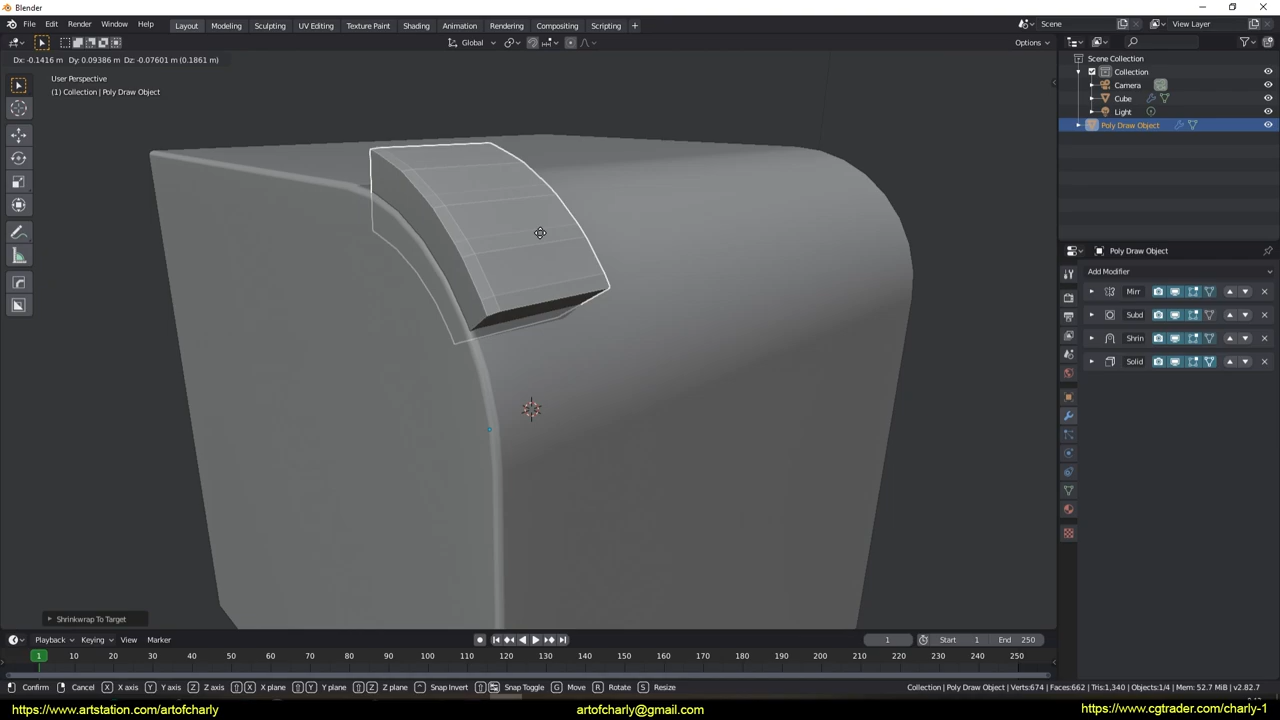 Blender
File Edit Render Window Help Layout Modeling Sculpting UV Editing Texture Paint Shading Animation Rendering Compositing Scripting + Scene View Layer
Global Options
Dx: -0.1416 m Dy: 0.09386 m Dz: -0.07601 m (0.1861 m)
User Perspective
(1) Collection | Poly Draw Object
Scene Collection
Collection
Camera
Cube
Light
Poly Draw Object
Poly Draw Object
Add Modifier
Mirr
Subd
Shrin
Solid
Shrinkwrap To Target
Playback Keying View Marker 1 Start 1 End 250
1 10 20 30 40 50 60 70 80 90 100 110 120 130 140 150 160 170 180 190 200 210 220 230 240 250
Confirm Cancel X X axis Y Y axis Z Z axis X X plane Y Y plane Z Z plane Snap Invert Snap Toggle G Move R Rotate S Resize Collection | Poly Draw Object | Verts:674 | Faces:662 | Tris:1,340 | Objects:1/4 | Mem: 52.7 MiB | v2.82.7
https://www.artstation.com/artofcharly artofcharly@gmail.com https://www.cgtrader.com/charly-1